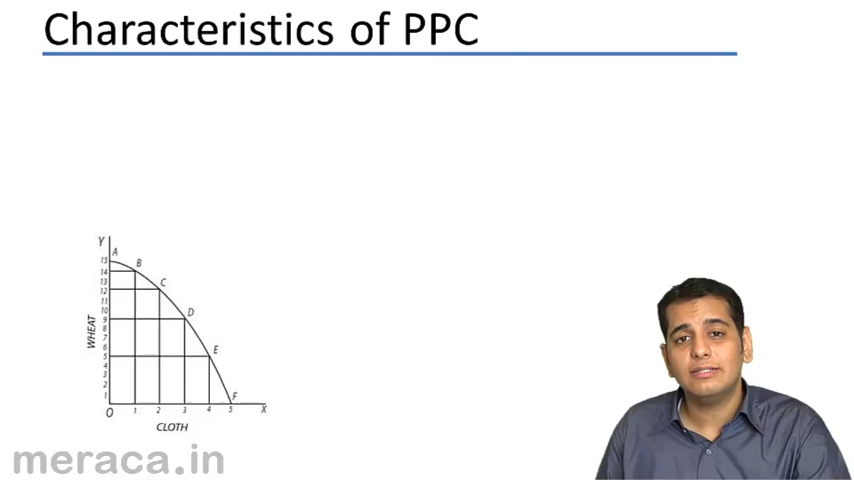 Characteristics of PPC
Y
A
15
B
14
13
C
12
11
10
D
9
8
7
WHEAT
6
E
5
4
3
2
1
F
O
1 2 3 4 5 X
CLOTH
meraca.in